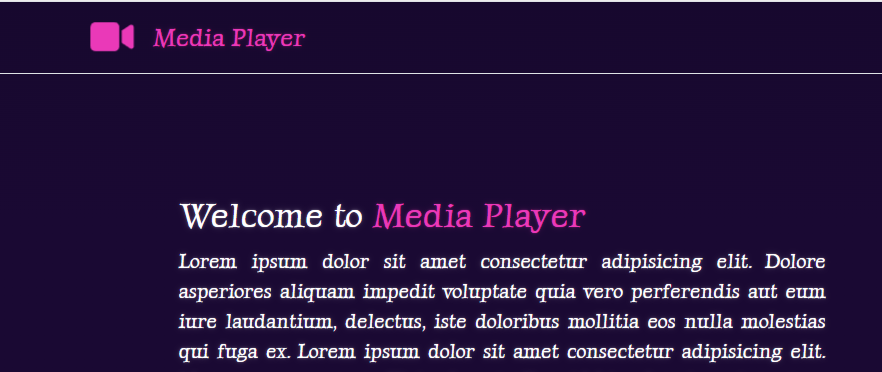 Media Player
Welcome to Media Player
Lorem ipsum dolor sit amet consectetur adipisicing elit. Dolore
asperiores aliquam impedit voluptate quia vero perferendis aut eum
iure laudantium, delectus, iste doloribus mollitia eos nulla molestias
qui fuga ex. Lorem ipsum dolor sit amet consectetur adipisicing elit.